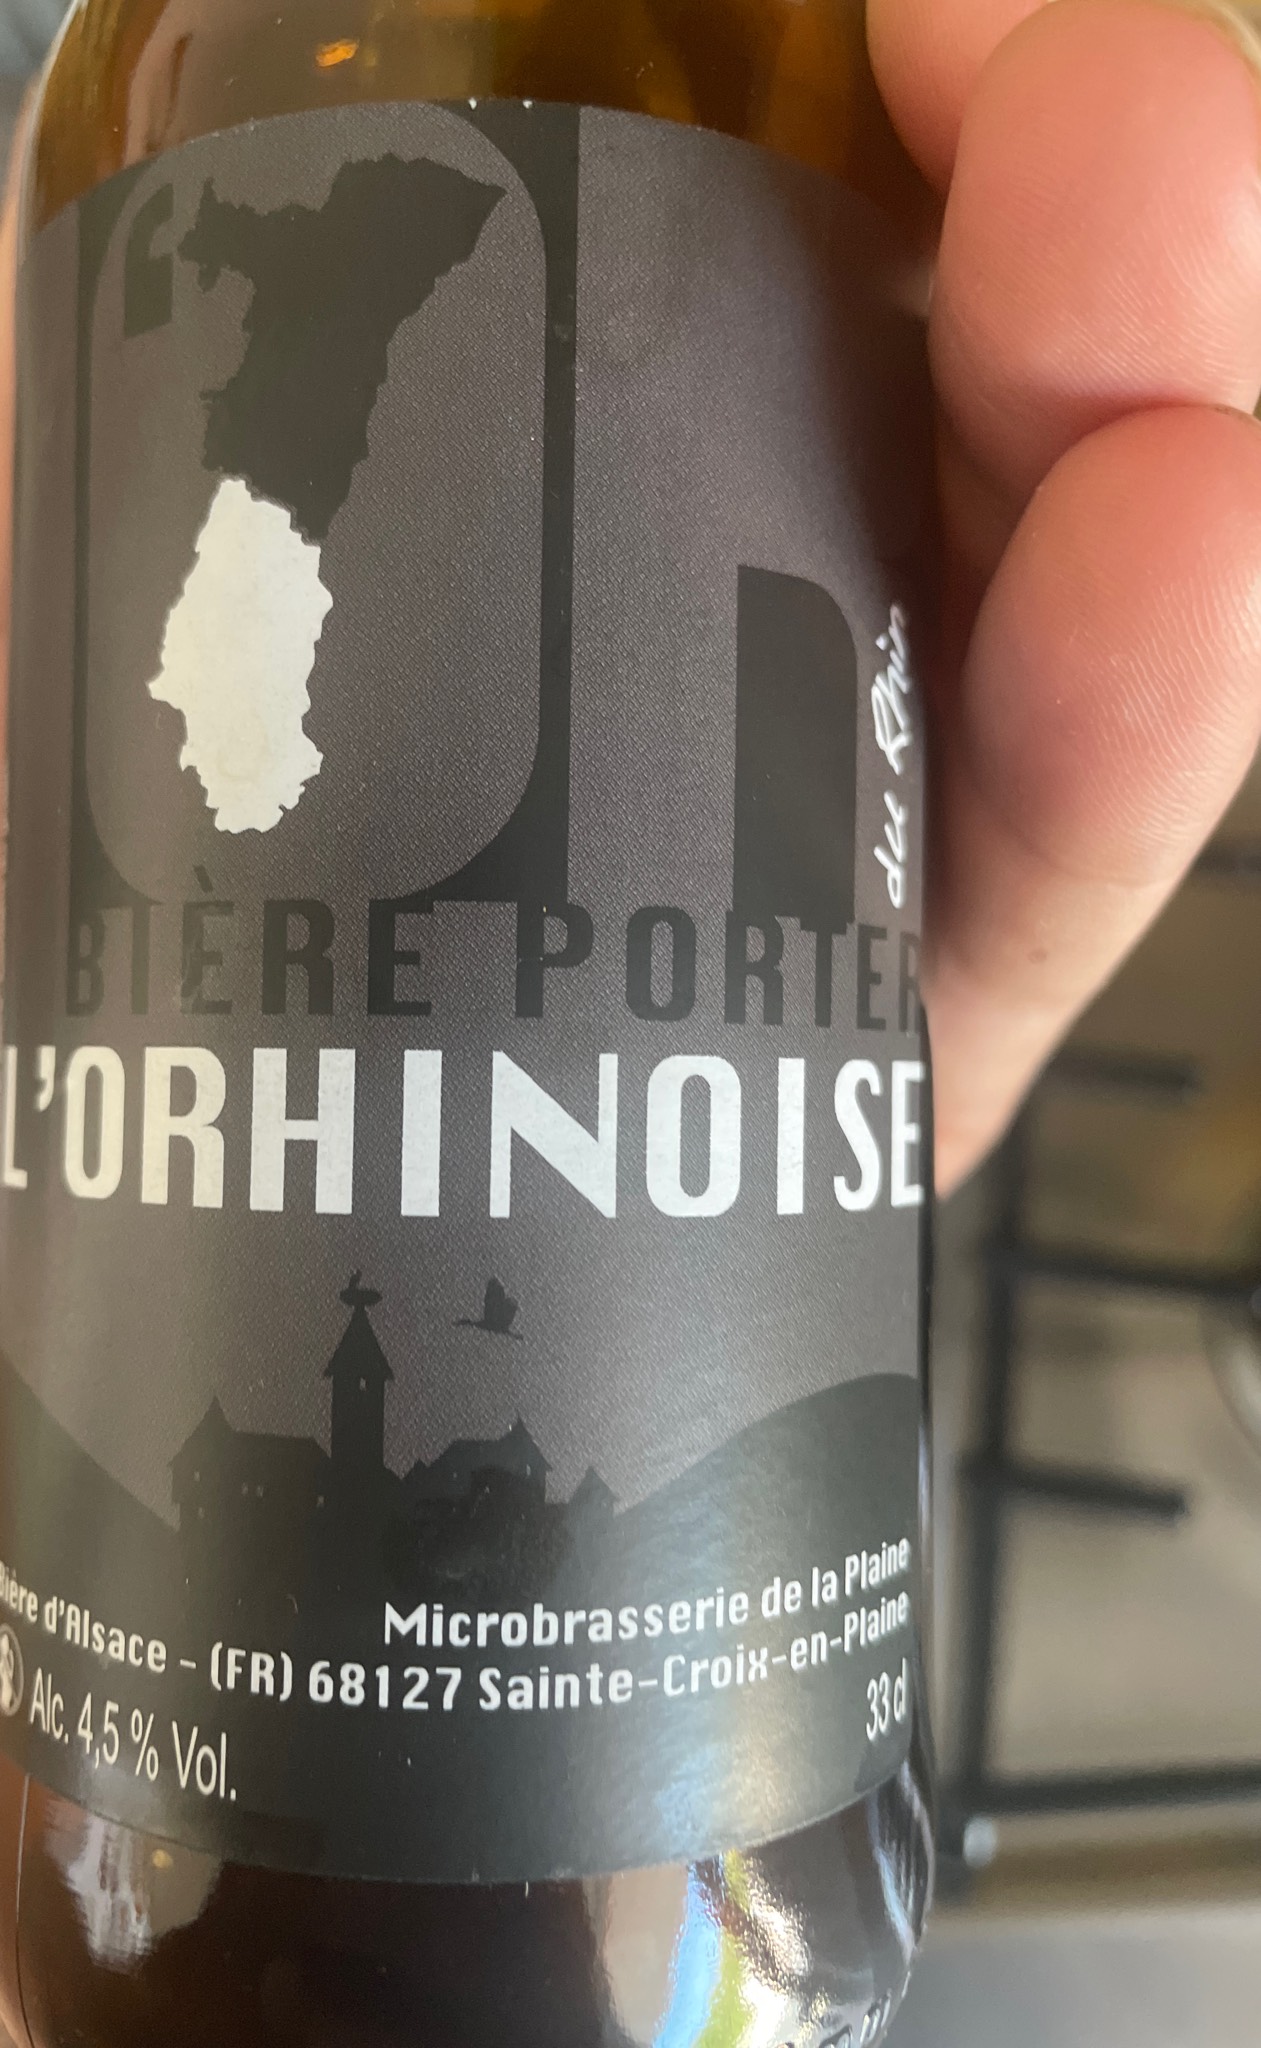 du Rhin
BIÈRE PORTER
L'ORHINOISE
Microbrasserie de la Plaine
Bière d'Alsace - (FR) 68127 Sainte-Croix-en-Plaine
Alc. 4,5 % Vol.
33 cl